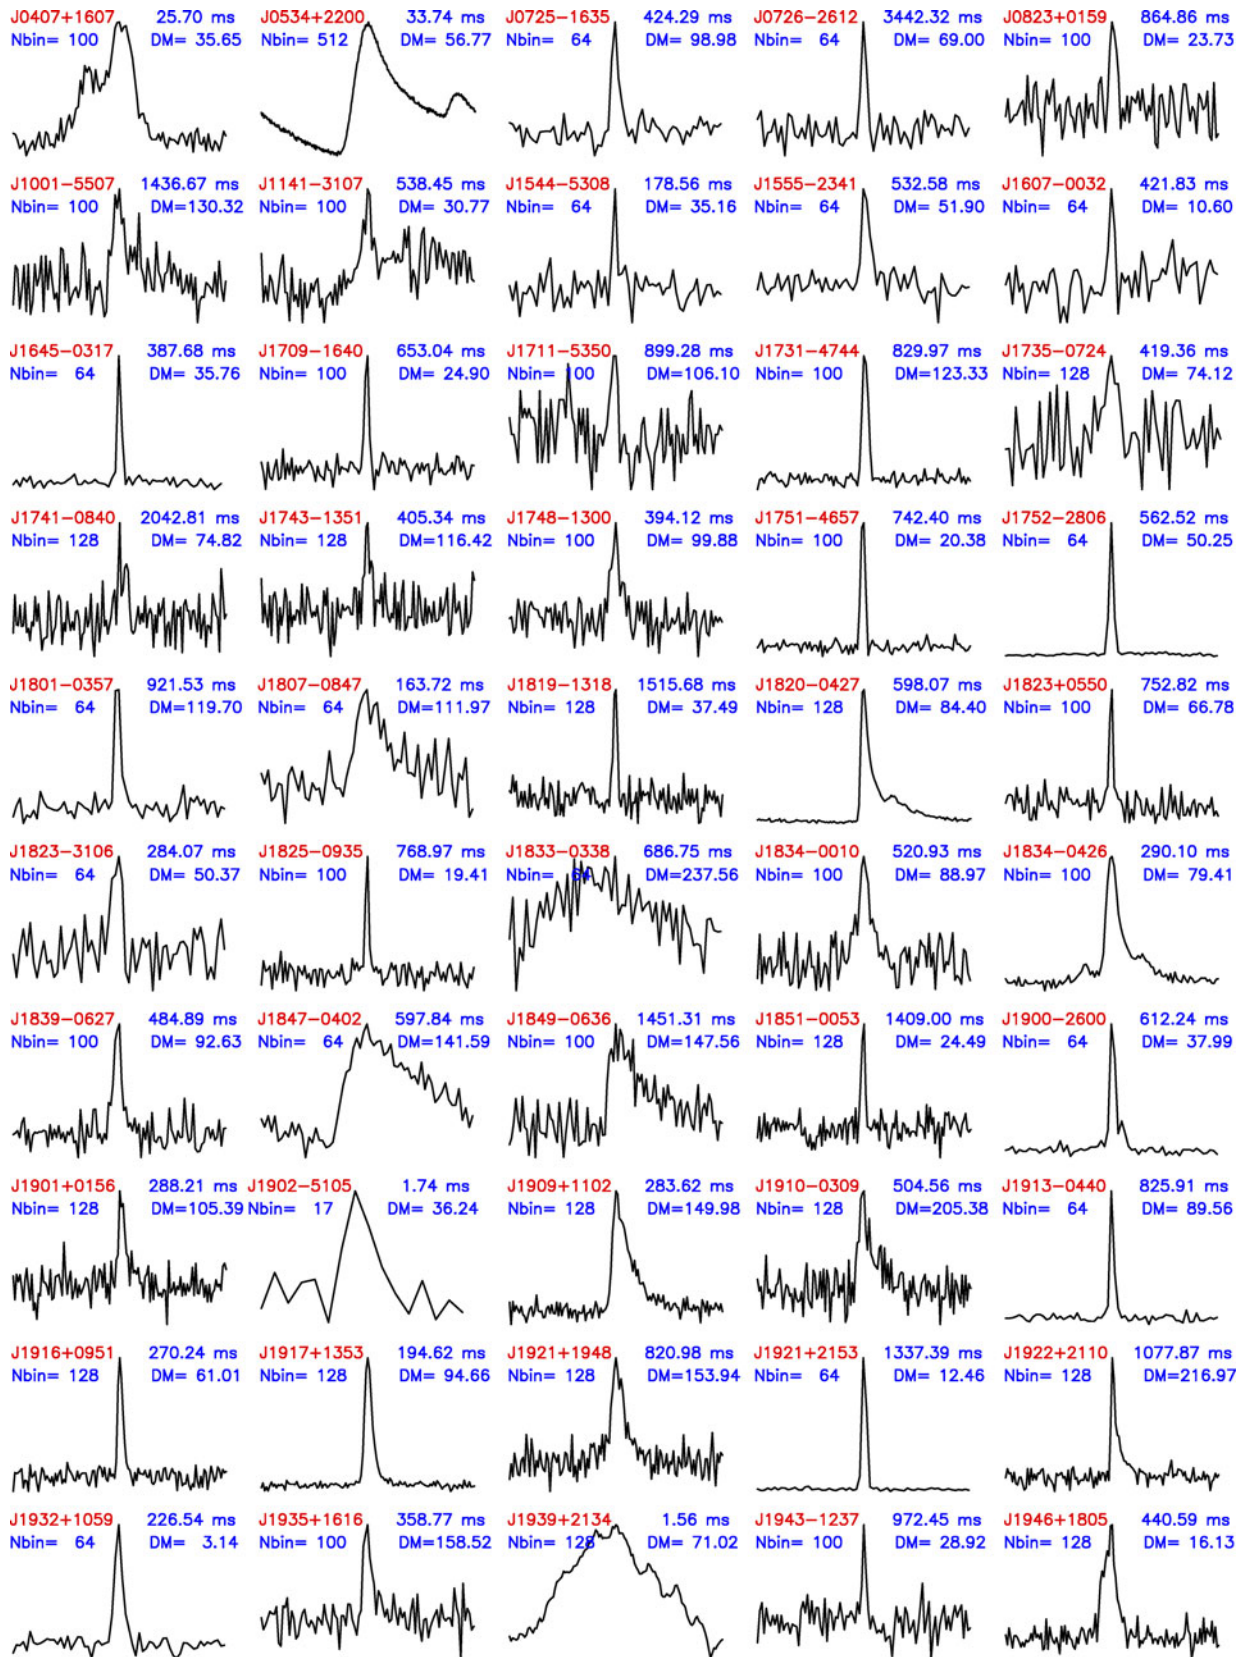 J0407+1607 25.70 ms J0534+2200 33.74 ms J0725−1635 424.29 ms J0726−2612 3442.32 ms J0823+0159 864.86 ms
Nbin= 100 DM= 35.65 Nbin= 512 DM= 56.77 Nbin= 64 DM= 98.98 Nbin= 64 DM= 69.00 Nbin= 100 DM= 23.73
J1001−5507 1436.67 ms J1141−3107 538.45 ms J1544−5308 178.56 ms J1555−2341 532.58 ms J1607−0032 421.83 ms
Nbin= 100 DM=130.32 Nbin= 100 DM= 30.77 Nbin= 64 DM= 35.16 Nbin= 64 DM= 51.90 Nbin= 64 DM= 10.60
J1645−0317 387.68 ms J1709−1640 653.04 ms J1711−5350 899.28 ms J1731−4744 829.97 ms J1735−0724 419.36 ms
Nbin= 64 DM= 35.76 Nbin= 100 DM= 24.90 Nbin= 100 DM=106.10 Nbin= 100 DM=123.33 Nbin= 128 DM= 74.12
J1741−0840 2042.81 ms J1743−1351 405.34 ms J1748−1300 394.12 ms J1751−4657 742.40 ms J1752−2806 562.52 ms
Nbin= 128 DM= 74.82 Nbin= 128 DM=116.42 Nbin= 100 DM= 99.88 Nbin= 100 DM= 20.38 Nbin= 64 DM= 50.25
J1801−0357 921.53 ms J1807−0847 163.72 ms J1819−1318 1515.68 ms J1820−0427 598.07 ms J1823+0550 752.82 ms
Nbin= 64 DM=119.70 Nbin= 64 DM=111.97 Nbin= 128 DM= 37.49 Nbin= 128 DM= 84.40 Nbin= 100 DM= 66.78
J1823−3106 284.07 ms J1825−0935 768.97 ms J1833−0338 686.75 ms J1834−0010 520.93 ms J1834−0426 290.10 ms
Nbin= 64 DM= 50.37 Nbin= 100 DM= 19.41 Nbin= 64 DM=237.56 Nbin= 100 DM= 88.97 Nbin= 100 DM= 79.41
J1839−0627 484.89 ms J1847−0402 597.84 ms J1849−0636 1451.31 ms J1851−0053 1409.00 ms J1900−2600 612.24 ms
Nbin= 100 DM= 92.63 Nbin= 64 DM=141.59 Nbin= 100 DM=147.56 Nbin= 128 DM= 24.49 Nbin= 64 DM= 37.99
J1901+0156 288.21 ms J1902−5105 1.74 ms J1909+1102 283.62 ms J1910−0309 504.56 ms J1913−0440 825.91 ms
Nbin= 128 DM=105.39 Nbin= 17 DM= 36.24 Nbin= 128 DM=149.98 Nbin= 128 DM=205.38 Nbin= 64 DM= 89.56
J1916+0951 270.24 ms J1917+1353 194.62 ms J1921+1948 820.98 ms J1921+2153 1337.39 ms J1922+2110 1077.87 ms
Nbin= 128 DM= 61.01 Nbin= 128 DM= 94.66 Nbin= 128 DM=153.94 Nbin= 64 DM= 12.46 Nbin= 128 DM=216.97
J1932+1059 226.54 ms J1935+1616 358.77 ms J1939+2134 1.56 ms J1943−1237 972.45 ms J1946+1805 440.59 ms
Nbin= 64 DM= 3.14 Nbin= 100 DM=158.52 Nbin= 128 DM= 71.02 Nbin= 100 DM= 28.92 Nbin= 128 DM= 16.13